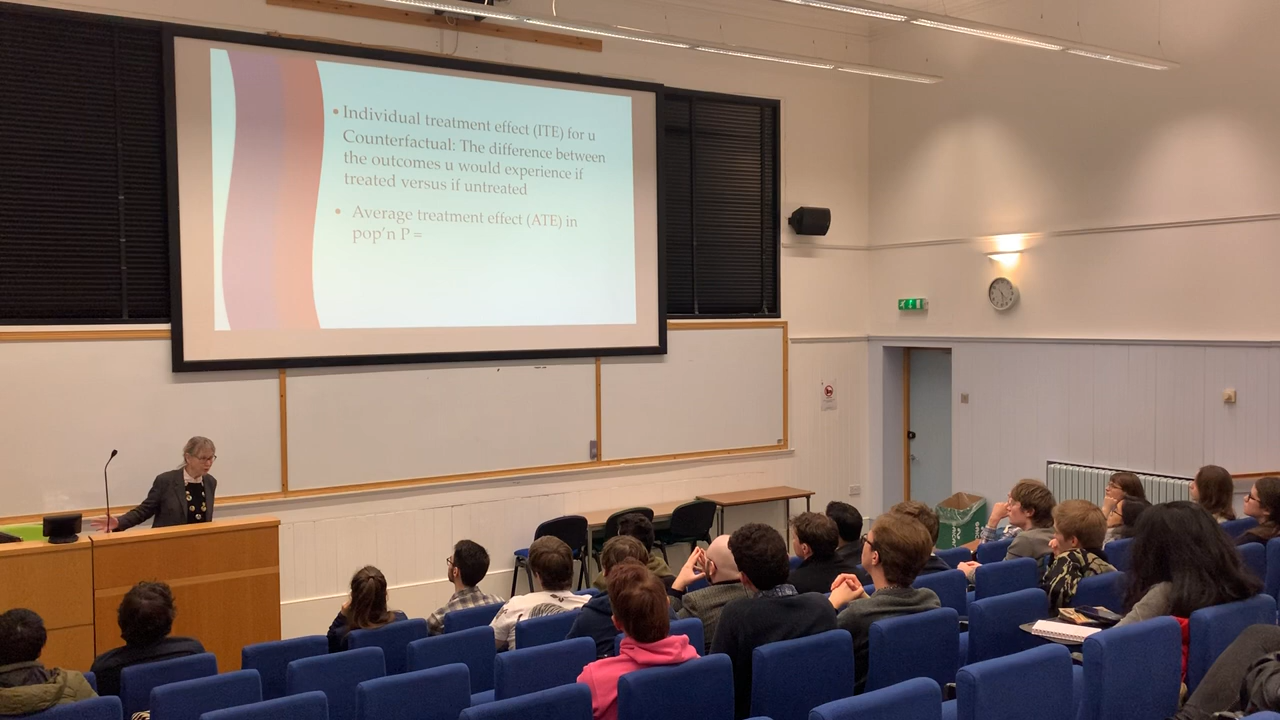 • Individual treatment effect (ITE) for u
Counterfactual: The difference between
the outcomes u would experience if
treated versus if untreated
• Average treatment effect (ATE) in
pop'n P =